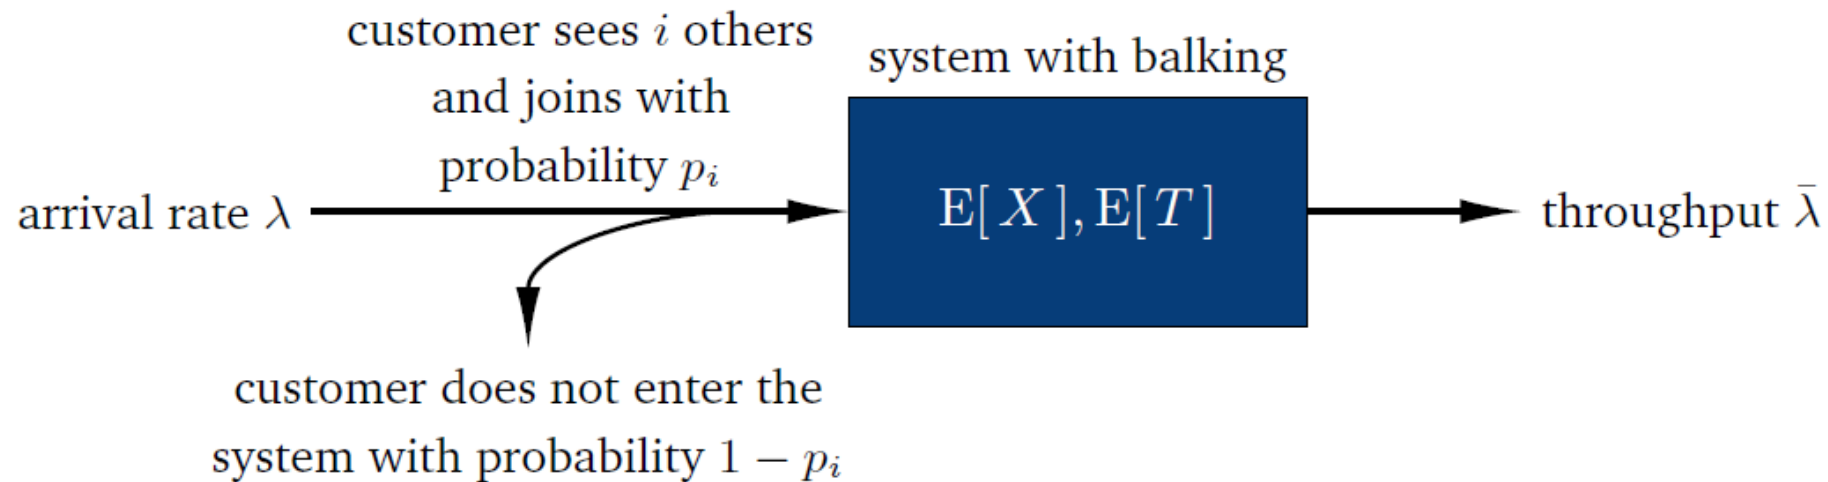 customer sees i others
and joins with
probability pᵢ
system with balking
arrival rate λ
E[ X ], E[ T ]
throughput λ̄
customer does not enter the
system with probability 1 − pᵢ